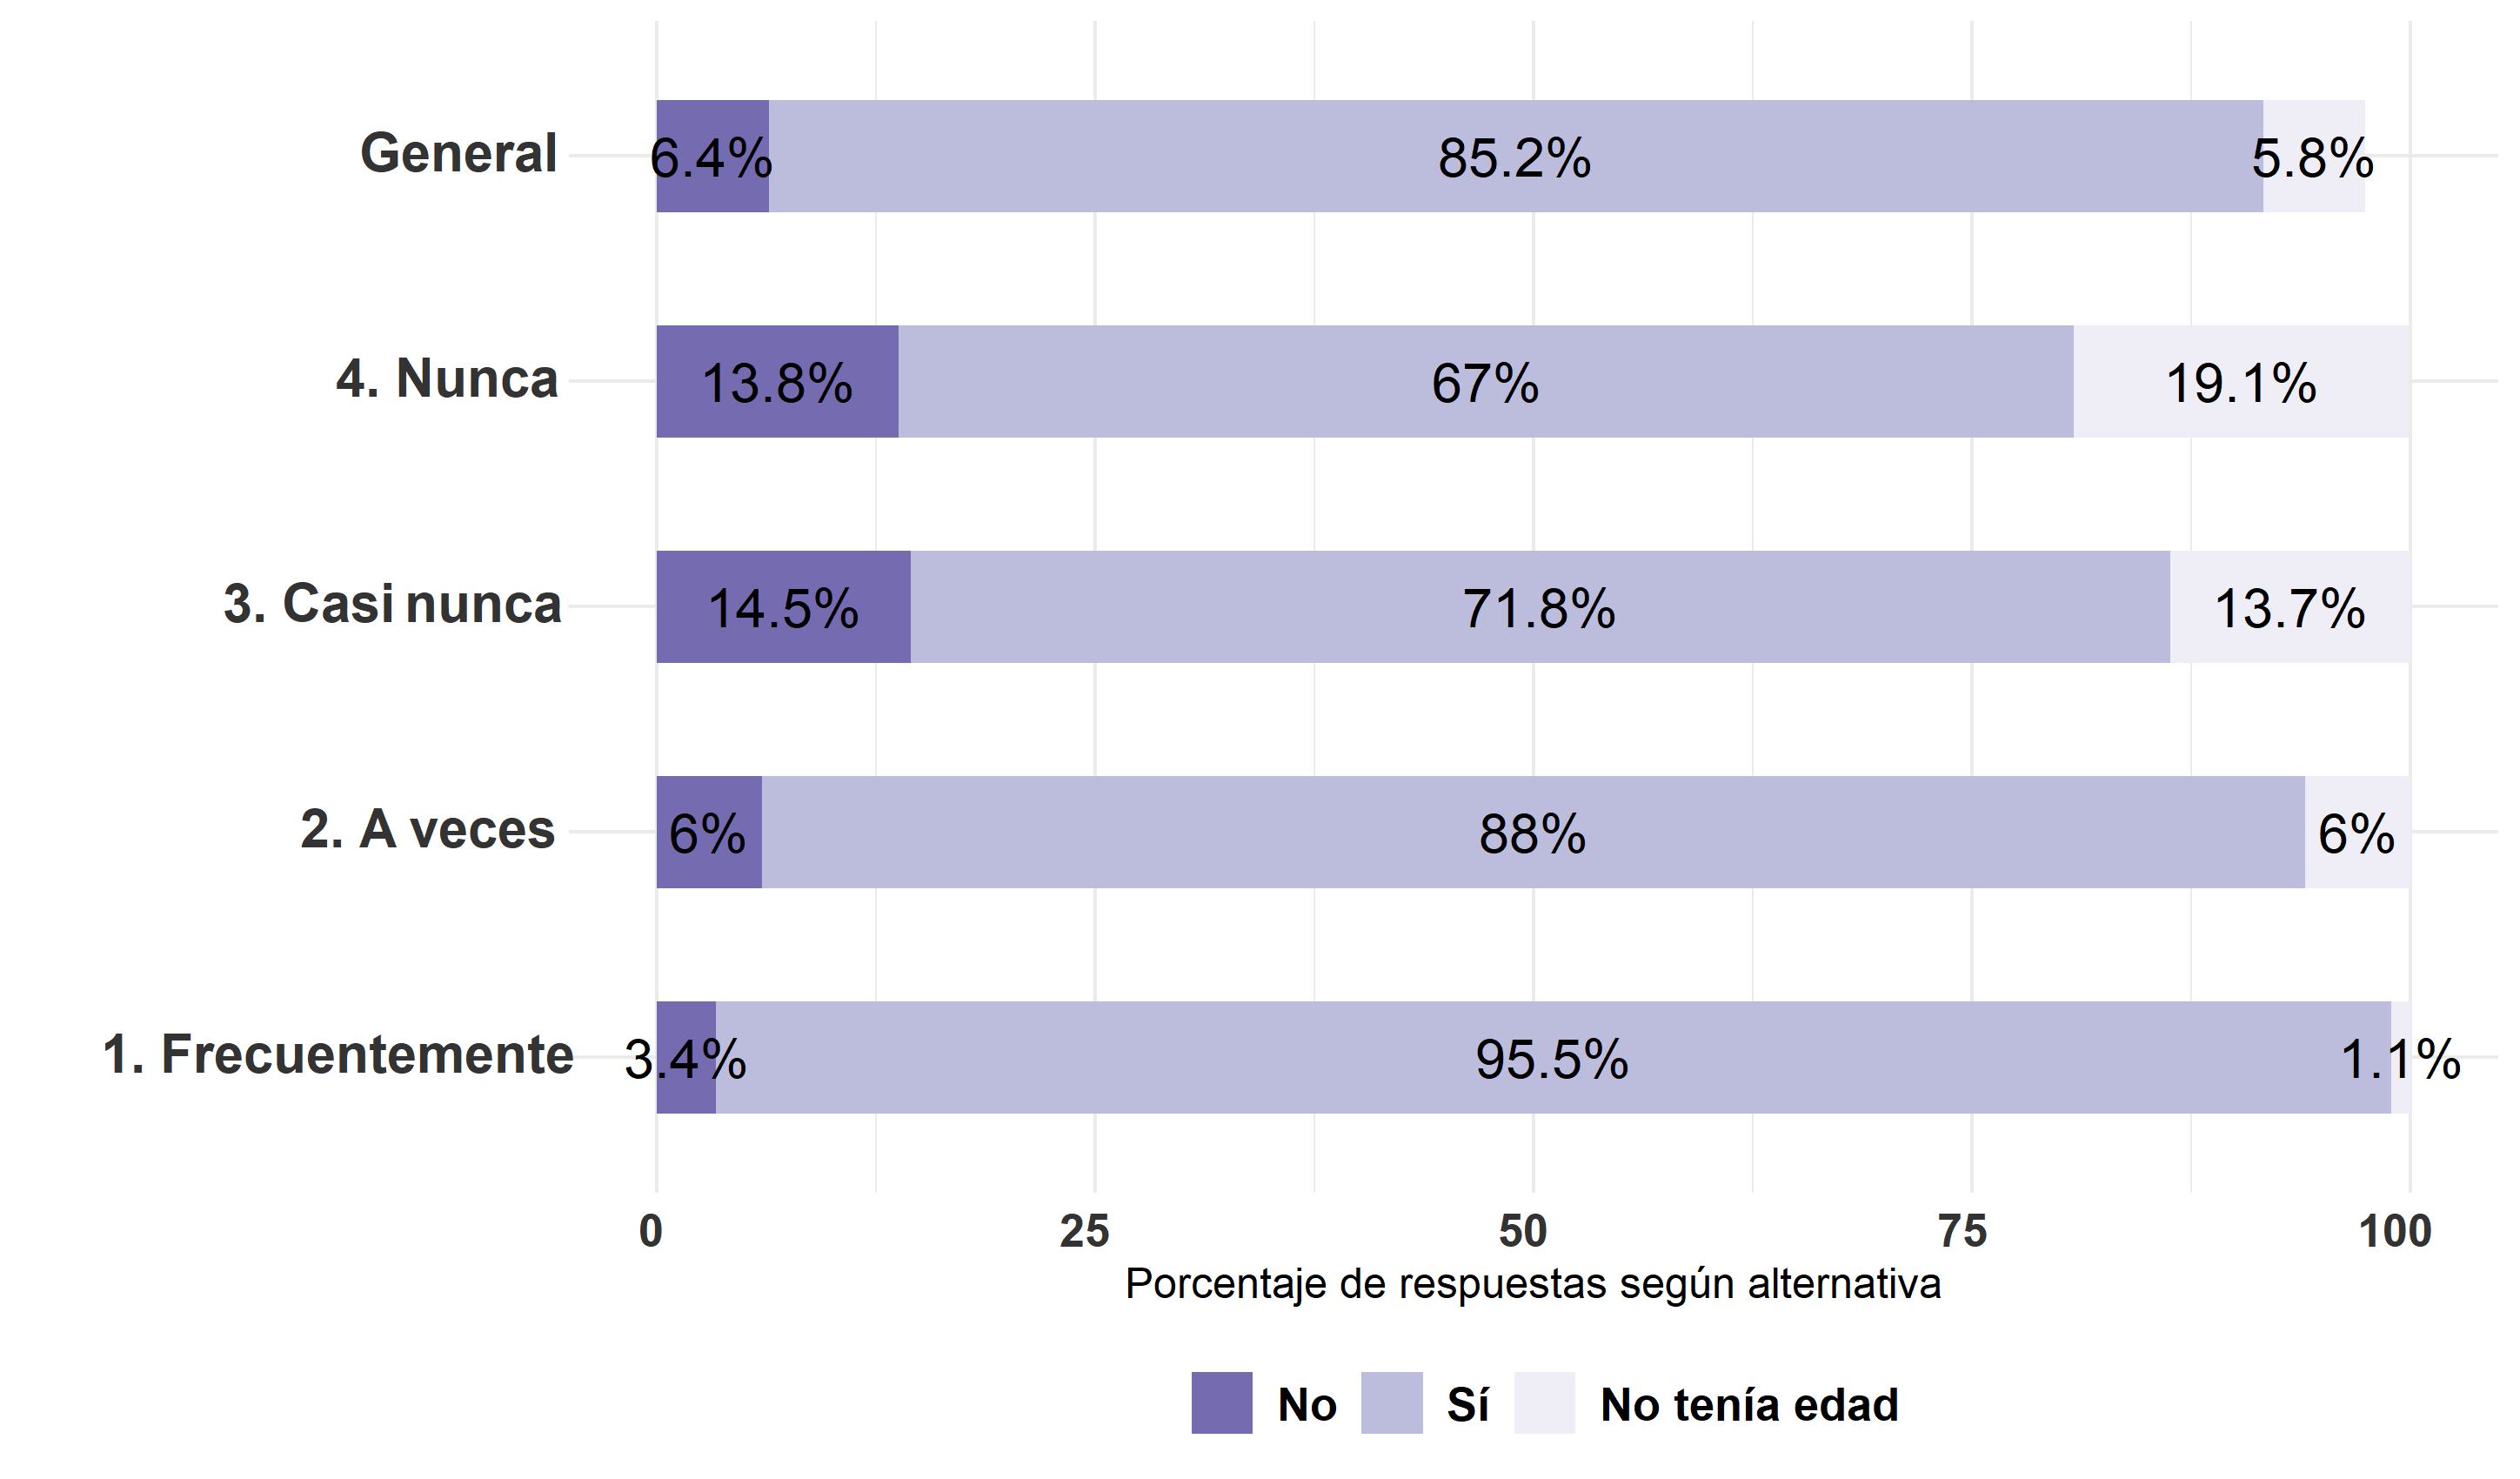 General 6.4% 85.2% 5.8%
4. Nunca 13.8% 67% 19.1%
3. Casi nunca 14.5% 71.8% 13.7%
2. A veces 6% 88% 6%
1. Frecuentemente 3.4% 95.5% 1.1%
0 25 50 75 100
Porcentaje de respuestas según alternativa
No Sí No tenía edad